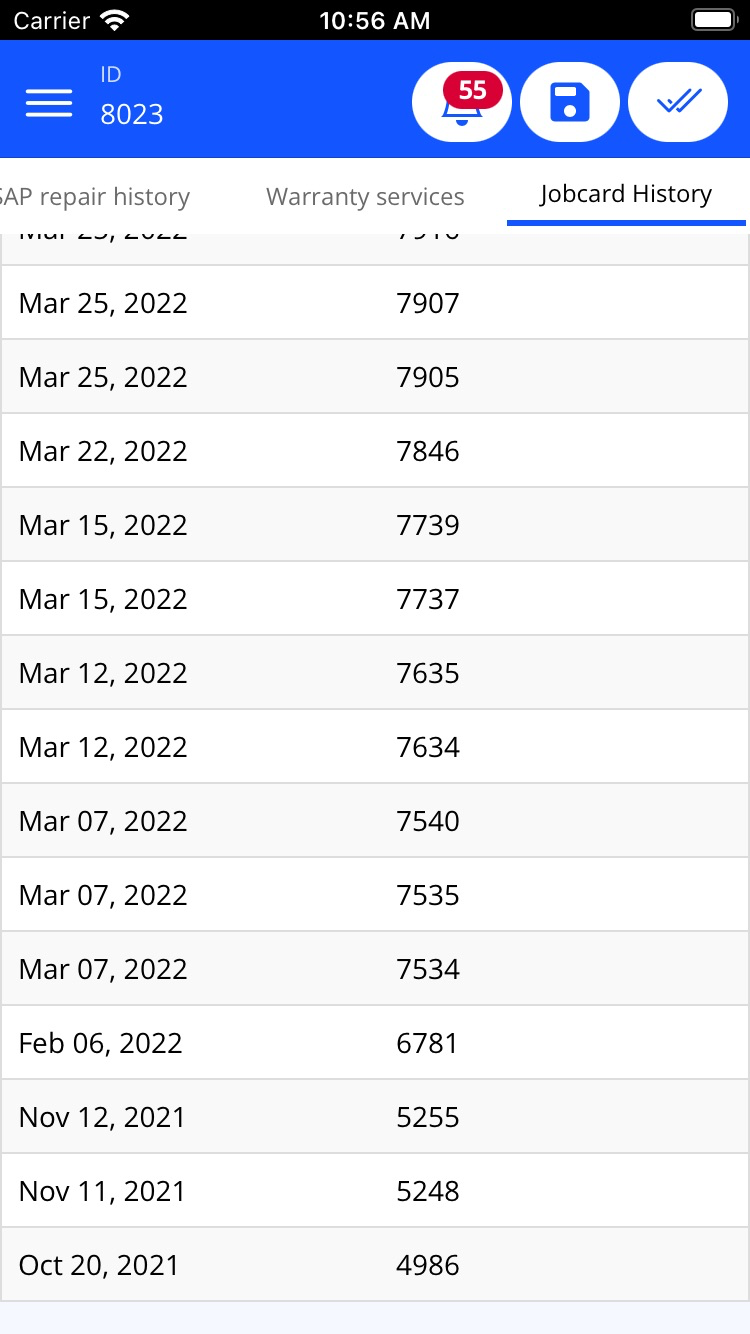 Carrier 10:56 AM
ID
8023
55
SAP repair history Warranty services Jobcard History
Mar 25, 2022 7907
Mar 25, 2022 7905
Mar 22, 2022 7846
Mar 15, 2022 7739
Mar 15, 2022 7737
Mar 12, 2022 7635
Mar 12, 2022 7634
Mar 07, 2022 7540
Mar 07, 2022 7535
Mar 07, 2022 7534
Feb 06, 2022 6781
Nov 12, 2021 5255
Nov 11, 2021 5248
Oct 20, 2021 4986